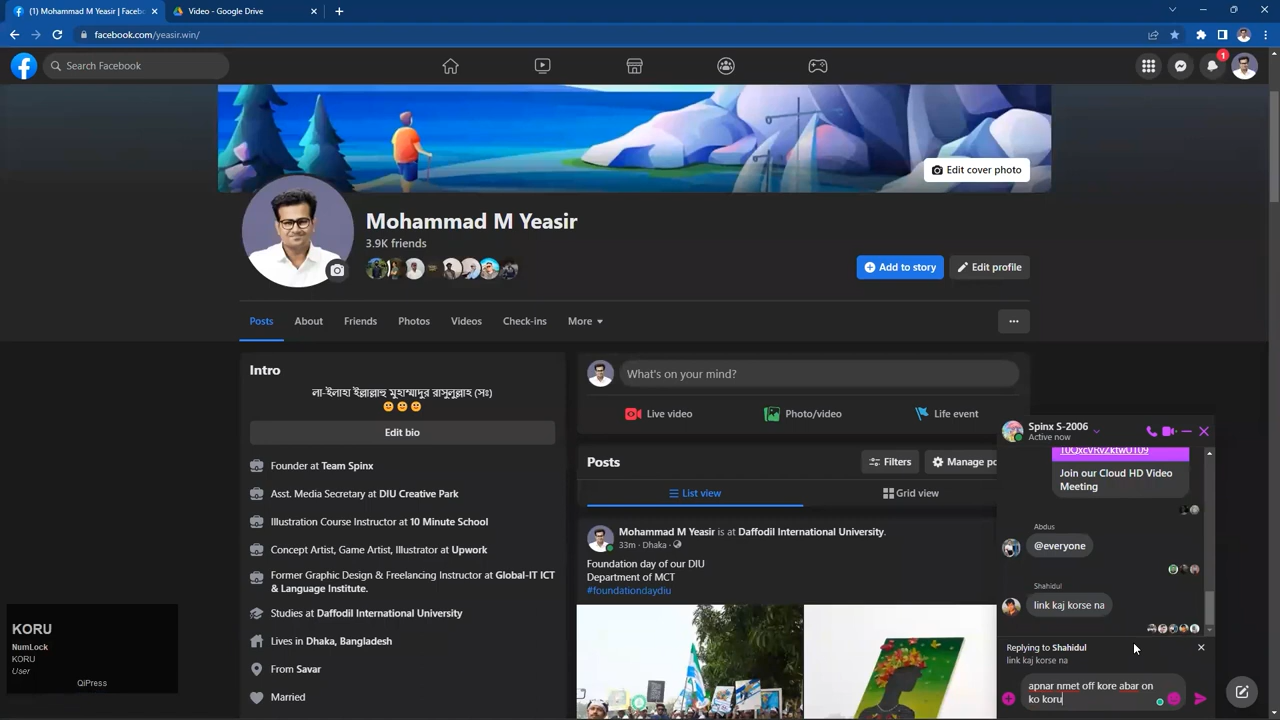 (1) Mohammad M Yeasir | Faceb
Video - Google Drive
facebook.com/yeasir.win/
Search Facebook
1
Edit cover photo
Mohammad M Yeasir
3.9K friends
Add to story
Edit profile
Posts
About
Friends
Photos
Videos
Check-ins
More
Intro
লা-ইলাহা ইল্লাল্লাহু মুহাম্মাদুর রাসুলুল্লাহ (সঃ)
Edit bio
Founder at Team Spinx
Asst. Media Secretary at DIU Creative Park
Illustration Course Instructor at 10 Minute School
Concept Artist, Game Artist, Illustrator at Upwork
Former Graphic Design & Freelancing Instructor at Global-IT ICT
& Language Institute.
Studies at Daffodil International University
Lives in Dhaka, Bangladesh
From Savar
Married
What's on your mind?
Live video
Photo/video
Life event
Posts
Filters
Manage po
List view
Grid view
Mohammad M Yeasir is at Daffodil International University.
33m · Dhaka ·
Foundation day of our DIU
Department of MCT
#foundationdaydiu
Spinx S-2006
Active now
Join our Cloud HD Video
Meeting
Abdus
@everyone
Shahidul
link kaj korse na
Replying to Shahidul
link kaj korse na
apnar nmet off kore abar on
ko koru
KORU
NumLock
KORU
User
QiPress